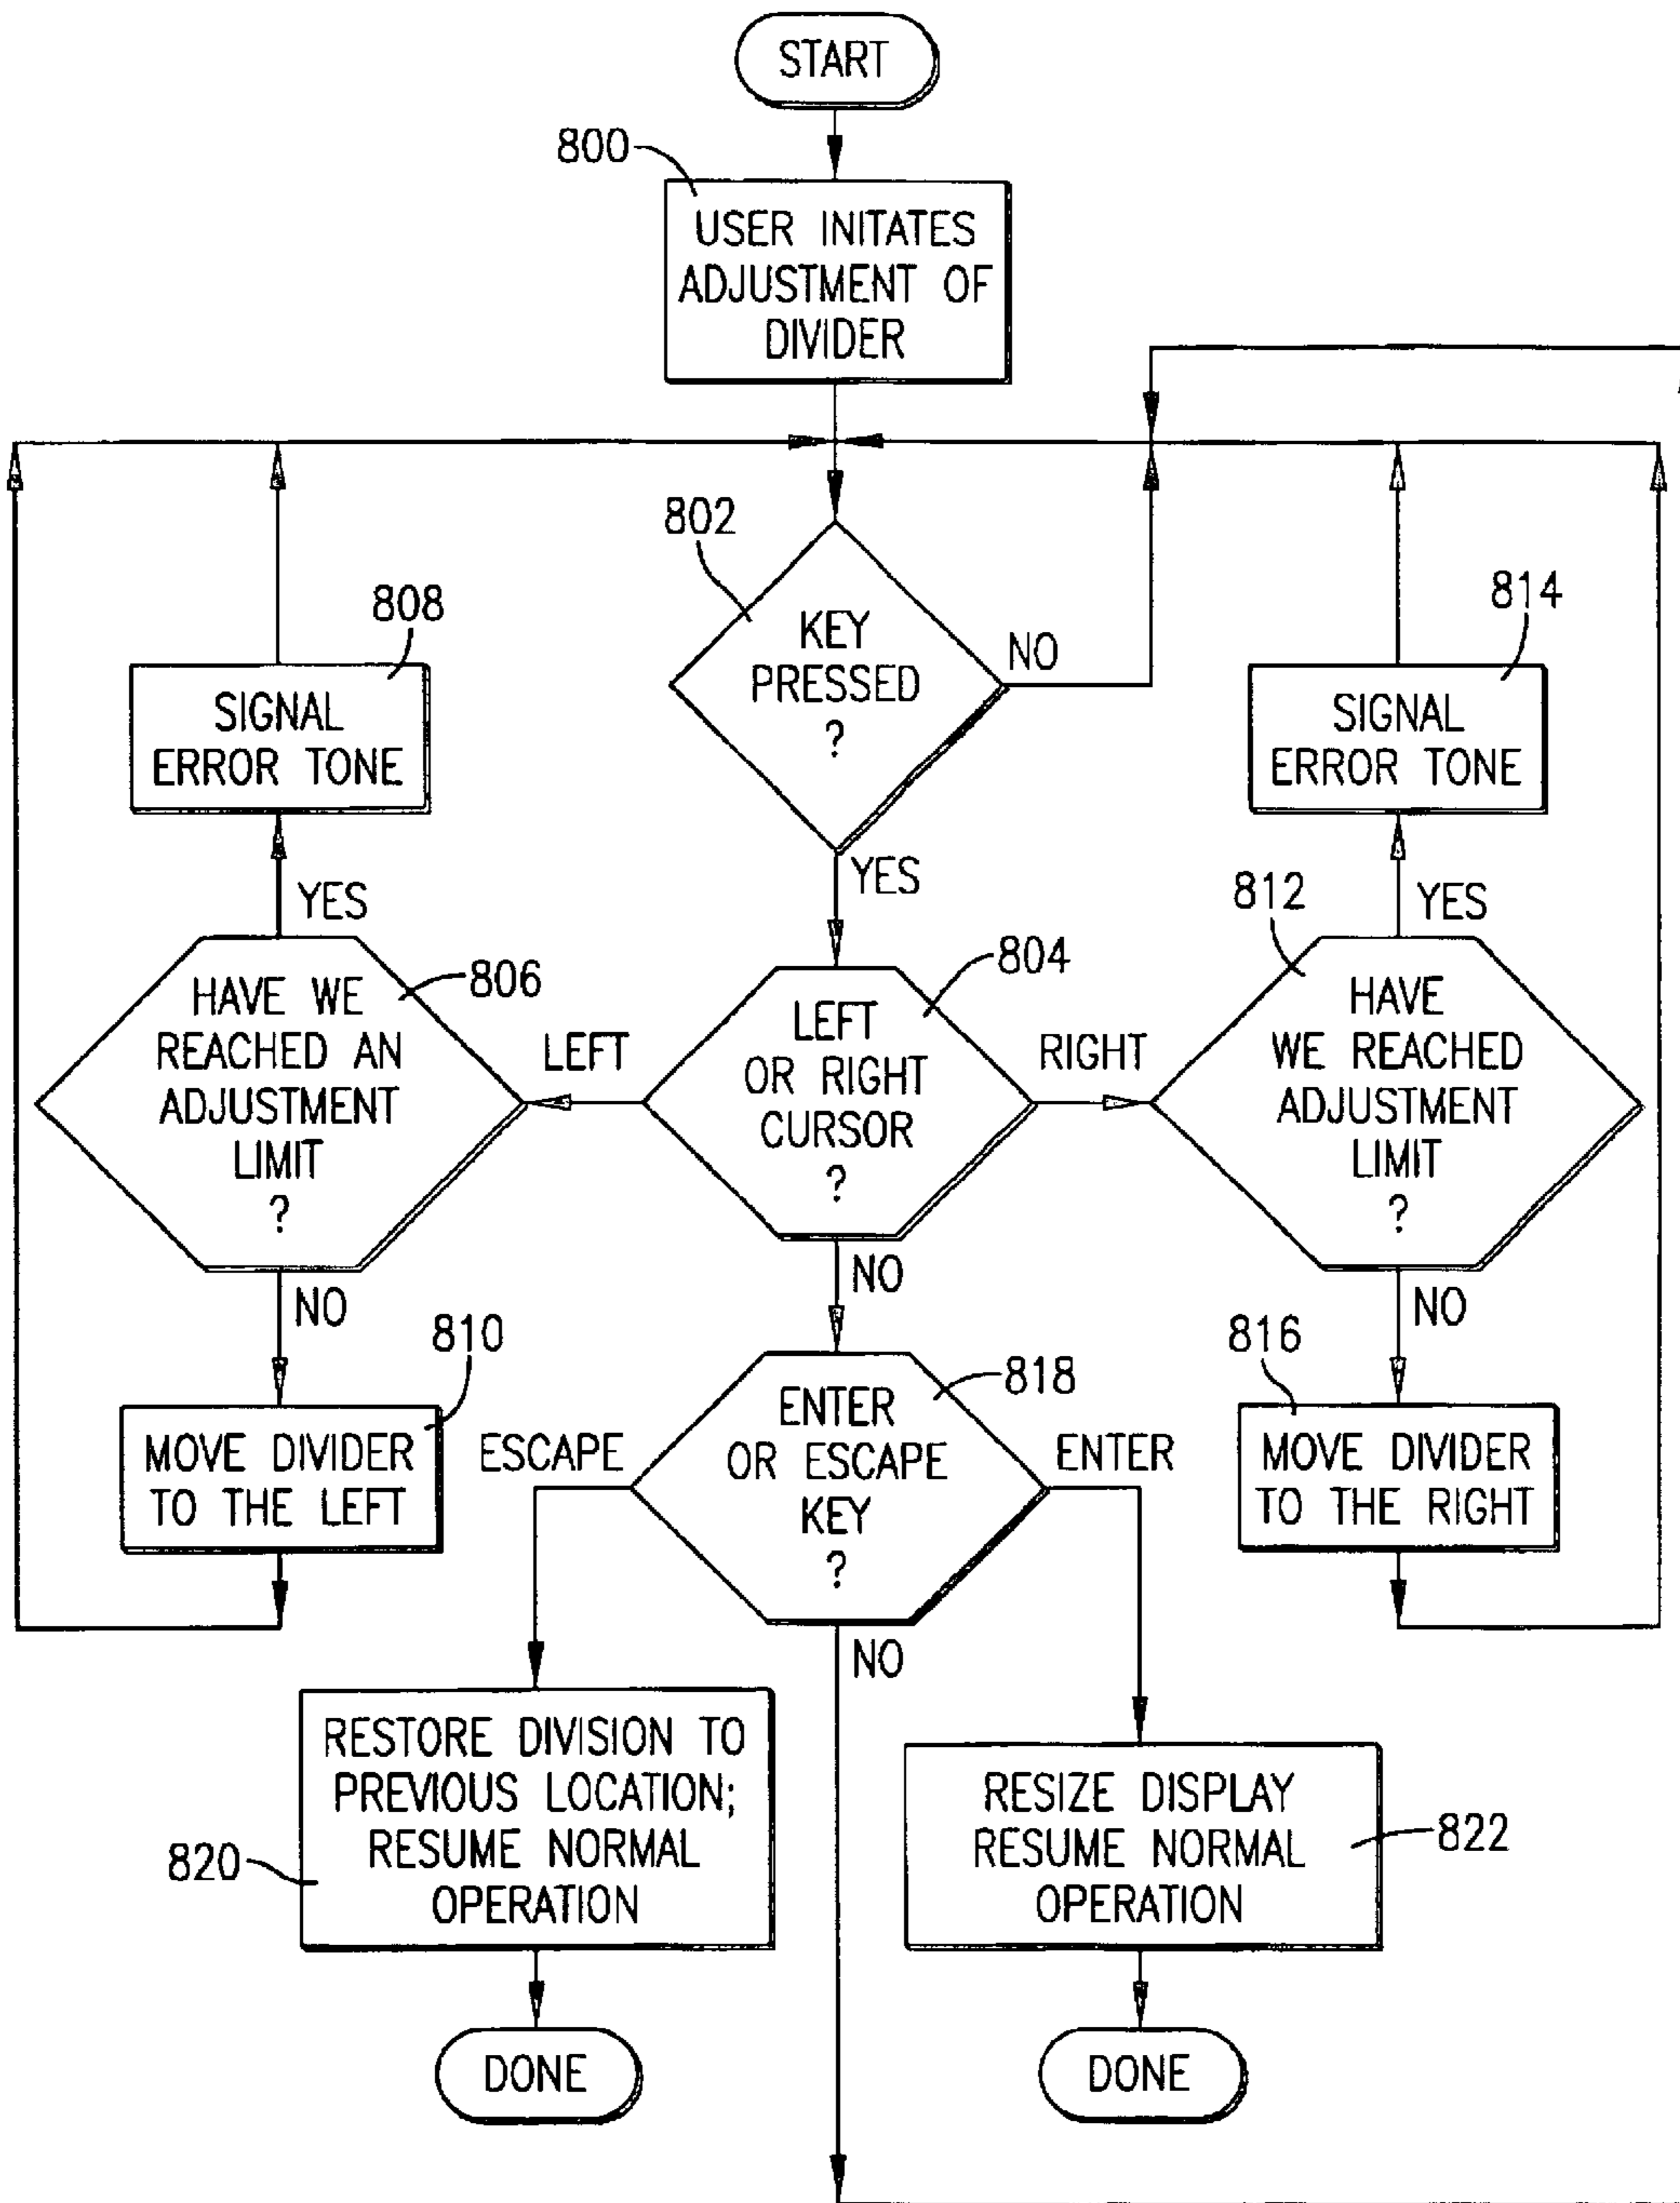 START
800
USER INITATES
ADJUSTMENT OF
DIVIDER
802
KEY
PRESSED
?
NO
YES
808
SIGNAL
ERROR TONE
814
SIGNAL
ERROR TONE
YES
806
HAVE WE
REACHED AN
ADJUSTMENT
LIMIT
?
LEFT
804
LEFT
OR RIGHT
CURSOR
?
RIGHT
812
YES
HAVE
WE REACHED
ADJUSTMENT
LIMIT
?
NO
NO
NO
810
MOVE DIVIDER
TO THE LEFT
818
ENTER
OR ESCAPE
KEY
?
ESCAPE
ENTER
NO
816
MOVE DIVIDER
TO THE RIGHT
820
RESTORE DIVISION TO
PREVIOUS LOCATION;
RESUME NORMAL
OPERATION
822
RESIZE DISPLAY
RESUME NORMAL
OPERATION
DONE
DONE